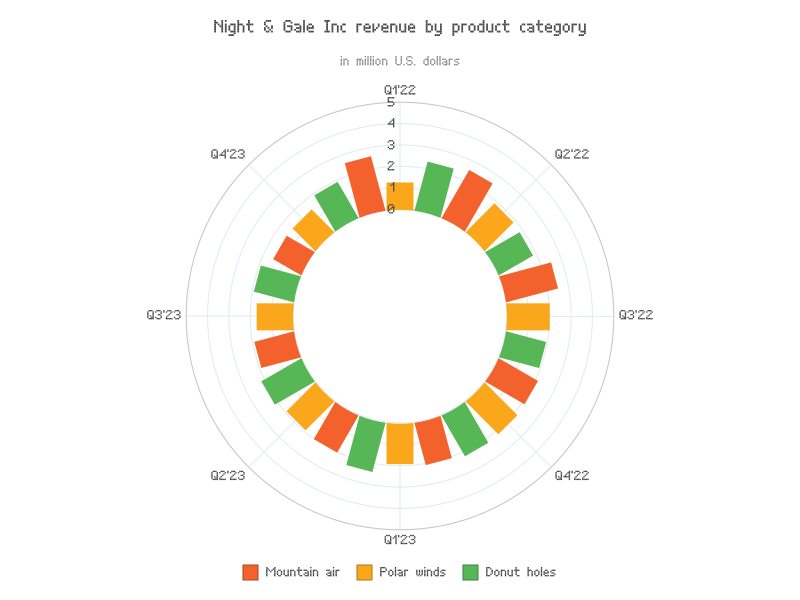 Night & Gale Inc revenue by product category
in million U.S. dollars
Q1'22
5
4
3
2
1
0
Q4'23
Q2'22
Q3'23
Q3'22
Q2'23
Q4'22
Q1'23
Mountain air
Polar winds
Donut holes